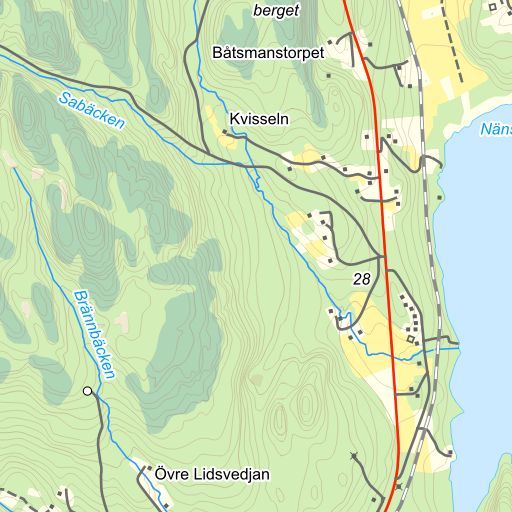 berget
Båtsmanstorpet
Sabäcken
Kvisseln
Näns
28
Brännbäcken
Övre Lidsvedjan